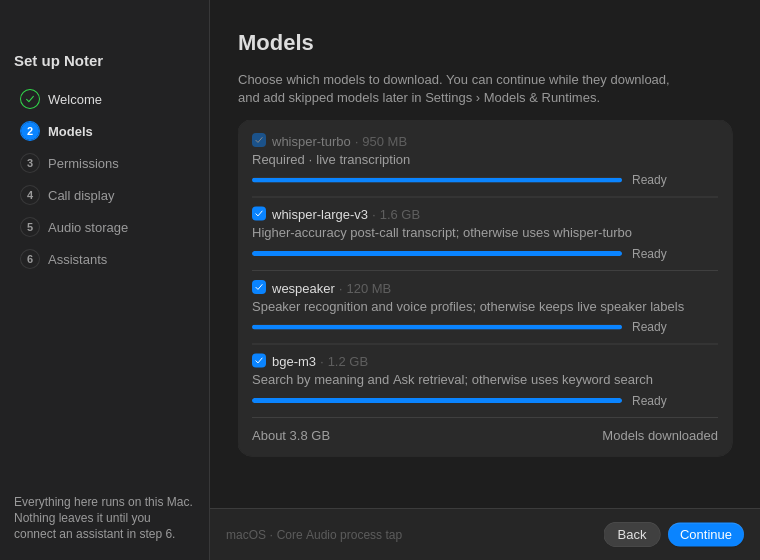 Set up Noter
Welcome
2 Models
3 Permissions
4 Call display
5 Audio storage
6 Assistants
Everything here runs on this Mac.
Nothing leaves it until you
connect an assistant in step 6.
Models
Choose which models to download. You can continue while they download,
and add skipped models later in Settings › Models & Runtimes.
whisper-turbo · 950 MB
Required · live transcription
Ready
whisper-large-v3 · 1.6 GB
Higher-accuracy post-call transcript; otherwise uses whisper-turbo
Ready
wespeaker · 120 MB
Speaker recognition and voice profiles; otherwise keeps live speaker labels
Ready
bge-m3 · 1.2 GB
Search by meaning and Ask retrieval; otherwise uses keyword search
Ready
About 3.8 GB Models downloaded
macOS · Core Audio process tap Back Continue